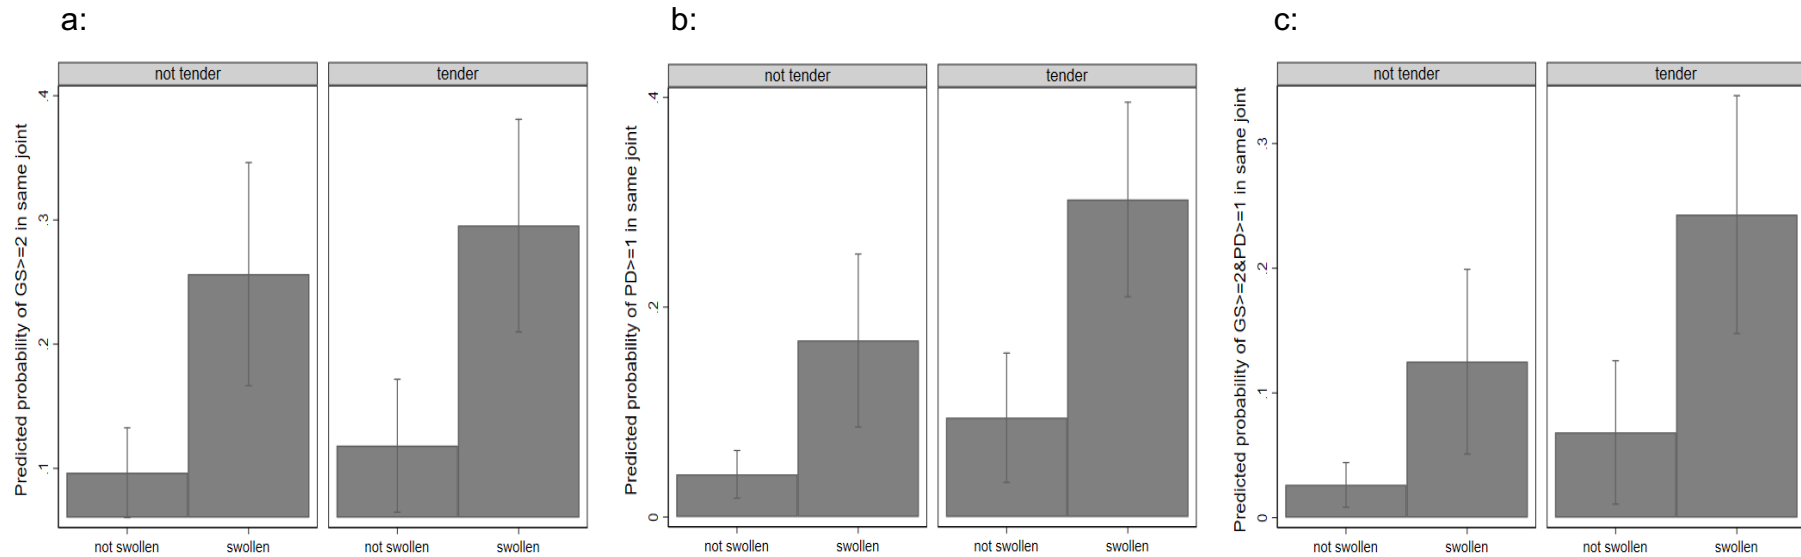 a:
not tender
tender
Predicted probability of GS>=2 in same joint
.4
.3
.2
.1
not swollen
swollen
not swollen
swollen
b:
not tender
tender
Predicted probability of PD>=1 in same joint
.4
.2
0
not swollen
swollen
not swollen
swollen
c:
not tender
tender
Predicted probability of GS>=2&PD>=1 in same joint
.3
.2
.1
0
not swollen
swollen
not swollen
swollen